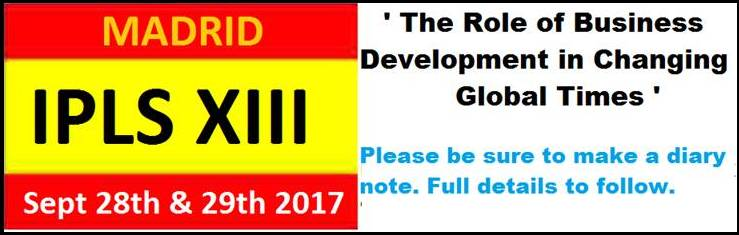 MADRID
IPLS XIII
Sept 28th & 29th 2017
' The Role of Business
Development in Changing
Global Times '
Please be sure to make a diary
note. Full details to follow.